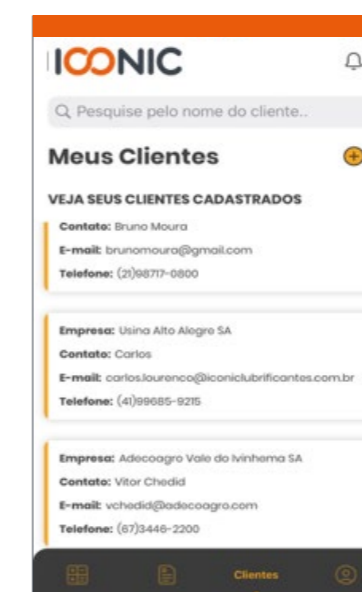 ICONIC
Pesquise pelo nome do cliente..
Meus Clientes
VEJA SEUS CLIENTES CADASTRADOS
Contato: Bruno Moura
E-mail: brunomoura@gmail.com
Telefone: (21)98717-0800
Empresa: Usina Alto Alegre SA
Contato: Carlos
E-mail: carlos.lourenco@iconiclubrificantes.com.br
Telefone: (41)99685-9215
Empresa: Adecoagro Vale do Ivinhema SA
Contato: Vitor Chedid
E-mail: vchedid@adecoagro.com
Telefone: (67)3446-2200
Clientes